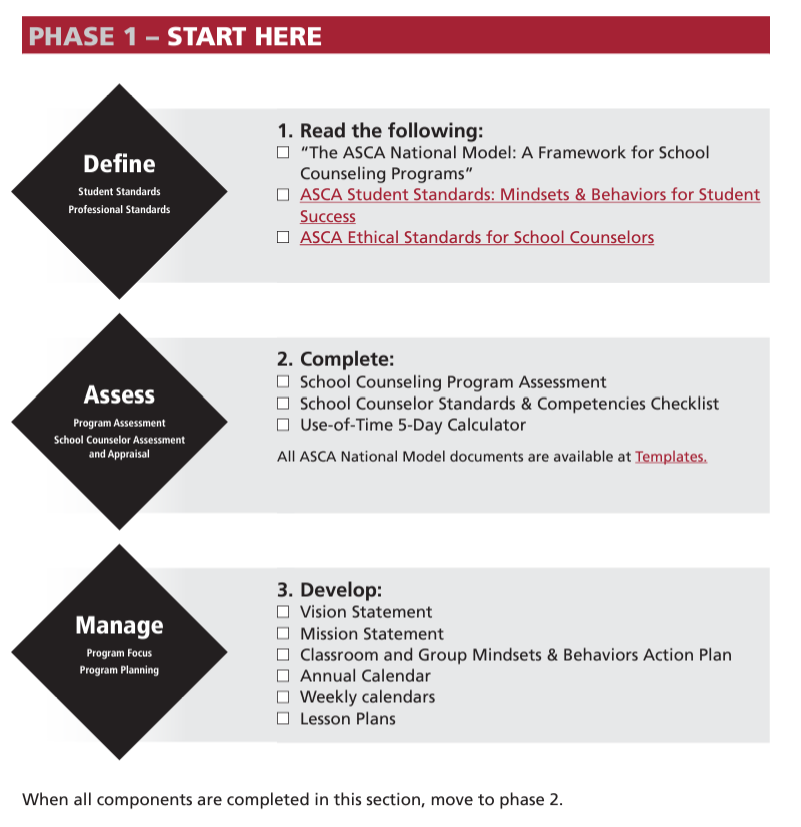 PHASE 1 – START HERE
Define
Student Standards
Professional Standards
1. Read the following:
☐ “The ASCA National Model: A Framework for School
Counseling Programs”
☐ ASCA Student Standards: Mindsets & Behaviors for Student
Success
☐ ASCA Ethical Standards for School Counselors
Assess
Program Assessment
School Counselor Assessment
and Appraisal
2. Complete:
☐ School Counseling Program Assessment
☐ School Counselor Standards & Competencies Checklist
☐ Use-of-Time 5-Day Calculator
All ASCA National Model documents are available at Templates.
Manage
Program Focus
Program Planning
3. Develop:
☐ Vision Statement
☐ Mission Statement
☐ Classroom and Group Mindsets & Behaviors Action Plan
☐ Annual Calendar
☐ Weekly calendars
☐ Lesson Plans
When all components are completed in this section, move to phase 2.